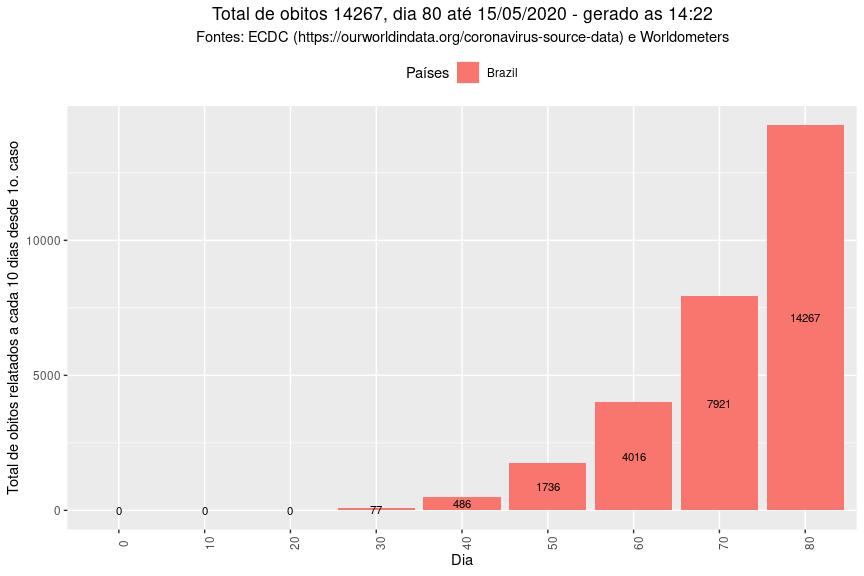 Total de obitos 14267, dia 80 até 15/05/2020 - gerado as 14:22
Fontes: ECDC (https://ourworldindata.org/coronavirus-source-data) e Worldometers
Países Brazil
Total de obitos relatados a cada 10 dias desde 1o. caso
10000
5000
0
0 0 0 77 486 1736 4016 7921 14267
0 10 20 30 40 50 60 70 80
Dia